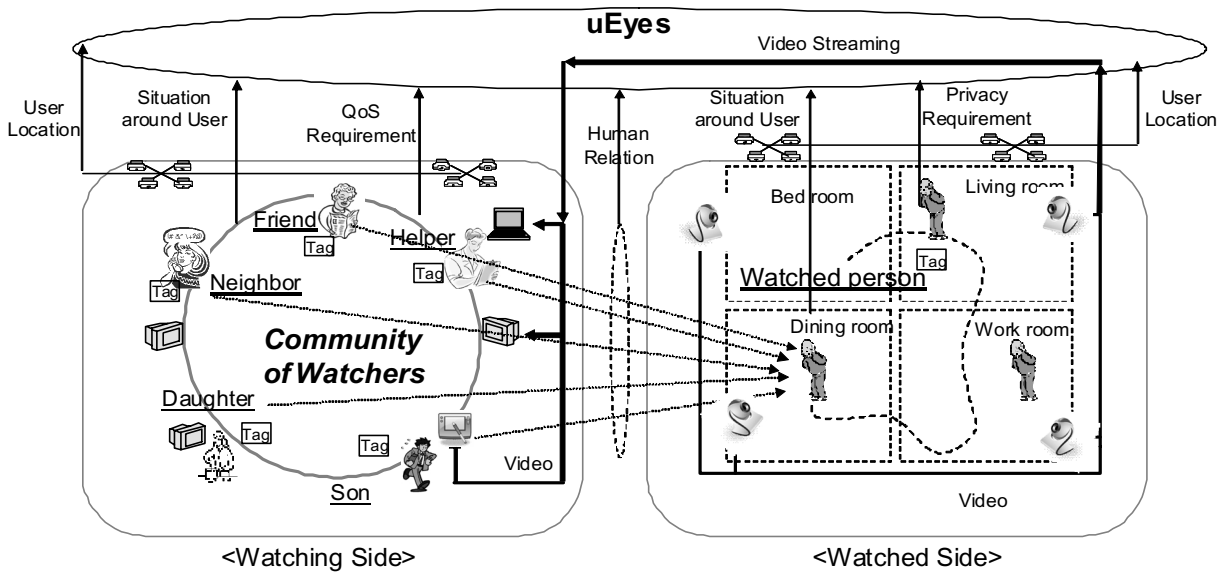 uEyes
Video Streaming
User
Location
Situation
around User
QoS
Requirement
Human
Relation
Situation
around User
Privacy
Requirement
User
Location
Friend
Tag
Helper
Tag
Tag
Neighbor
Community
of Watchers
Daughter
Tag
Tag
Son
Video
Bed room
Living room
Tag
Watched person
Dining room
Work room
Video
<Watching Side>
<Watched Side>